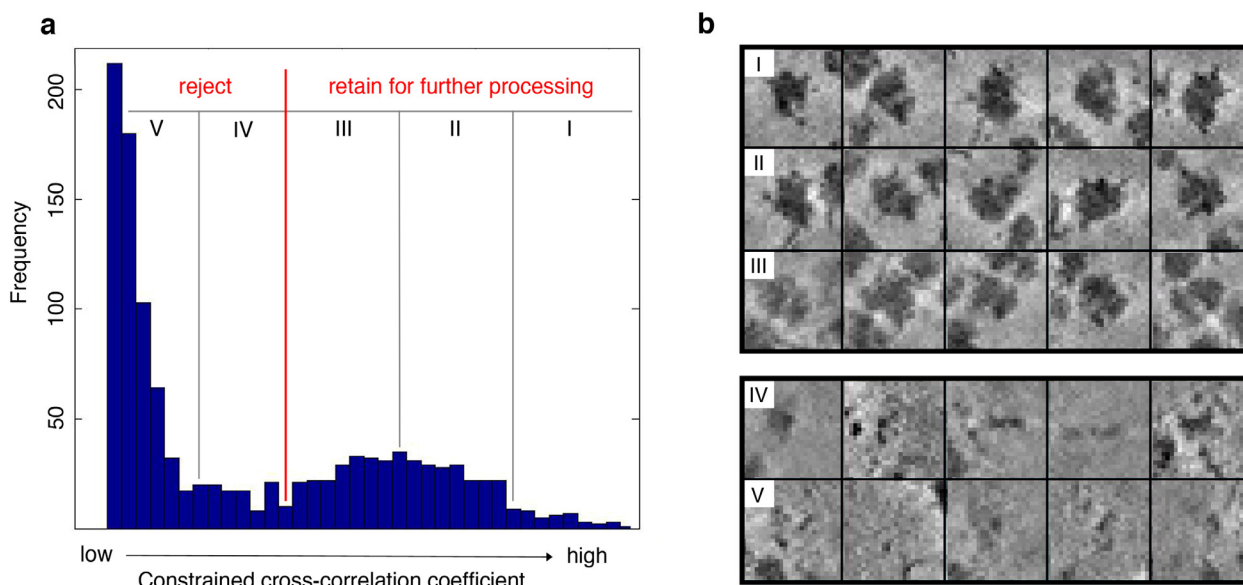 a
reject
retain for further processing
V
IV
III
II
I
200
150
100
50
Frequency
low
high
Constrained cross-correlation coefficient
b
I
II
III
IV
V